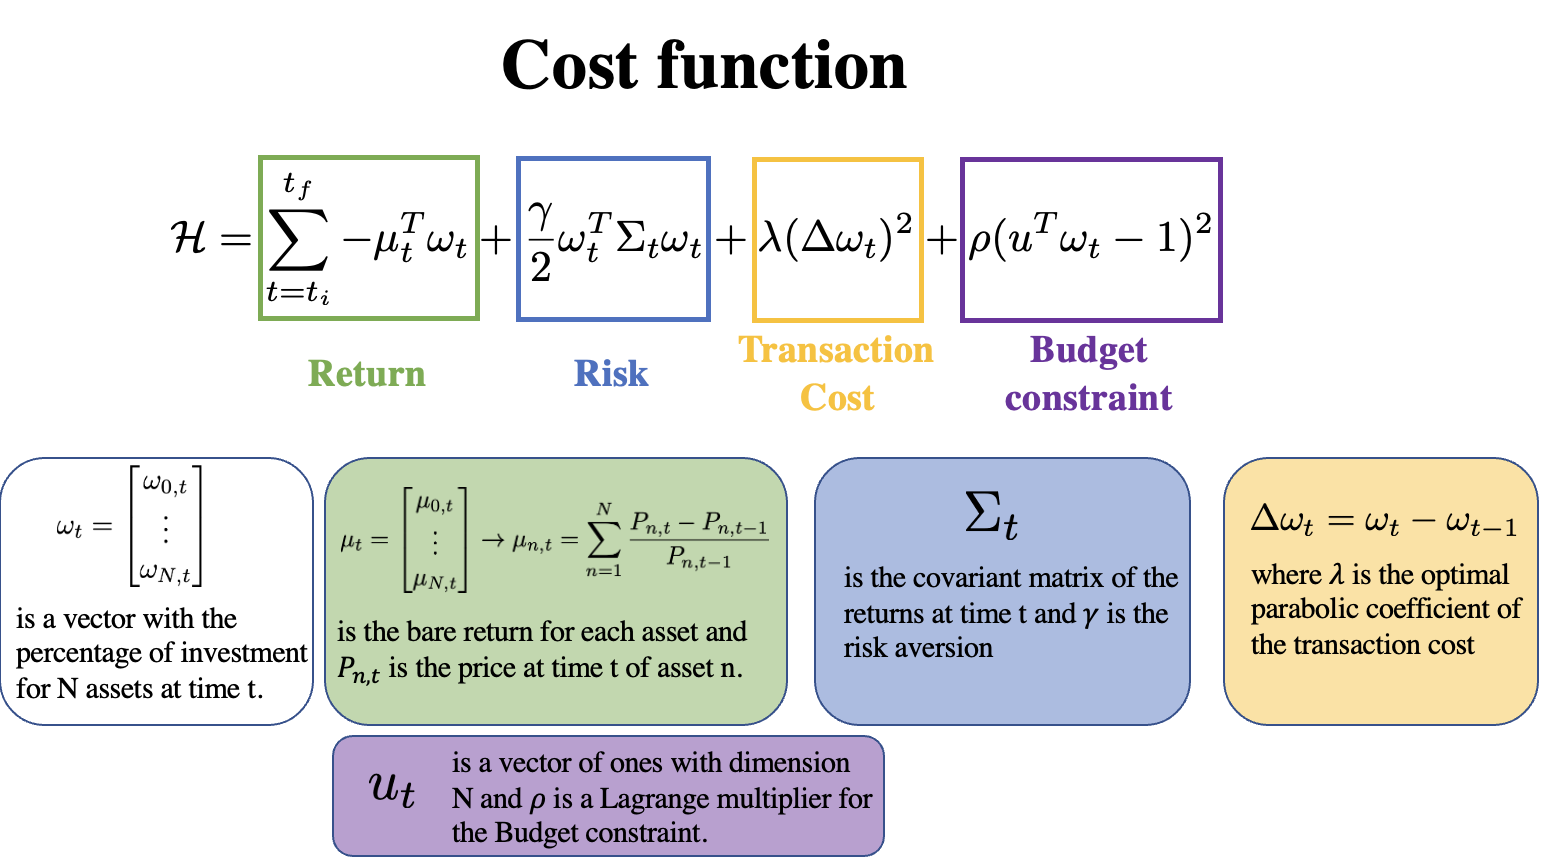 Cost function
$\mathcal{H} = \sum_{t=t_i}^{t_f} -\mu_t^T \omega_t + \frac{\gamma}{2} \omega_t^T \Sigma_t \omega_t + \lambda(\Delta\omega_t)^2 + \rho(u^T \omega_t - 1)^2$
Return
Risk
Transaction
Cost
Budget
constraint
$\omega_t = \begin{bmatrix} \omega_{0,t} \\ \vdots \\ \omega_{N,t} \end{bmatrix}$
is a vector with the
percentage of investment
for N assets at time t.
$\mu_t = \begin{bmatrix} \mu_{0,t} \\ \vdots \\ \mu_{N,t} \end{bmatrix} \rightarrow \mu_{n,t} = \sum_{n=1}^{N} \frac{P_{n,t} - P_{n,t-1}}{P_{n,t-1}}$
is the bare return for each asset and
$P_{n,t}$ is the price at time t of asset n.
$\Sigma_t$
is the covariant matrix of the
returns at time t and γ is the
risk aversion
$\Delta\omega_t = \omega_t - \omega_{t-1}$
where λ is the optimal
parabolic coefficient of
the transaction cost
$u_t$
is a vector of ones with dimension
N and ρ is a Lagrange multiplier for
the Budget constraint.